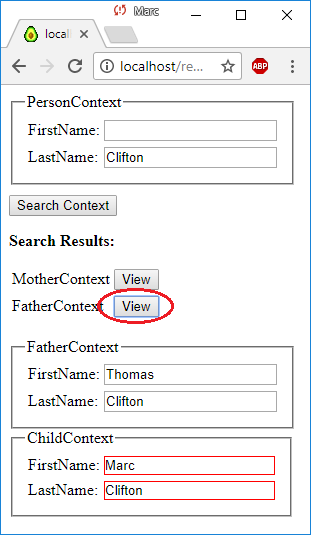 Marc
local
localhost/re...
ABP
PersonContext
FirstName:
LastName: Clifton
Search Context
Search Results:
MotherContext View
FatherContext View
FatherContext
FirstName: Thomas
LastName: Clifton
ChildContext
FirstName: Marc
LastName: Clifton